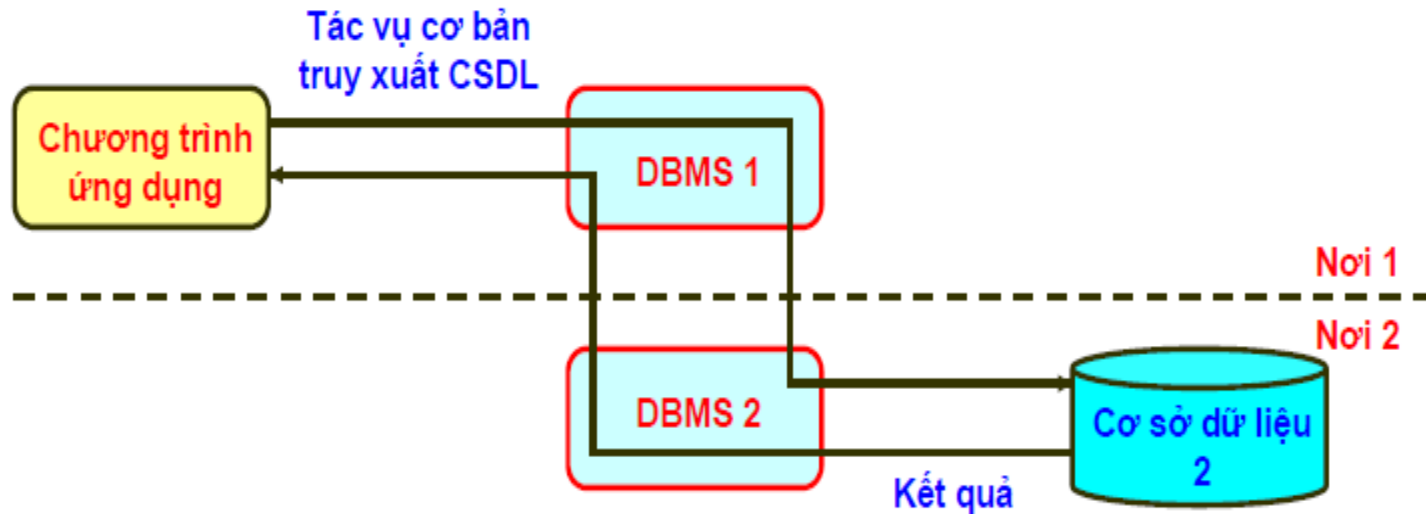 Tác vụ cơ bản
truy xuất CSDL
Chương trình
ứng dụng
DBMS 1
Nơi 1
Nơi 2
DBMS 2
Cơ sở dữ liệu
2
Kết quả